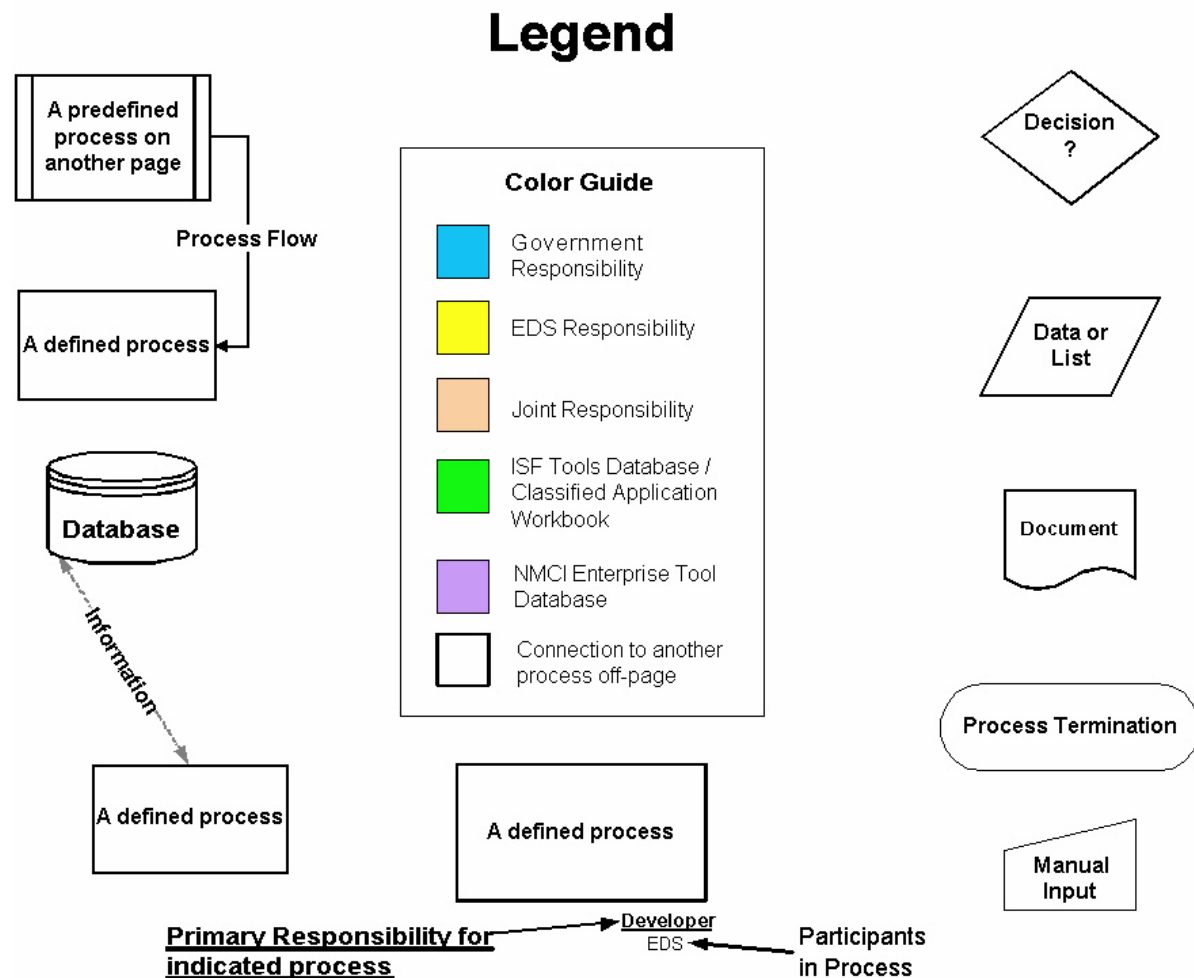 Legend
A predefined
process on
another page
Process Flow
A defined process
Database
Information
A defined process
Color Guide
Government
Responsibility
EDS Responsibility
Joint Responsibility
ISF Tools Database /
Classified Application
Workbook
NMCI Enterprise Tool
Database
Connection to another
process off-page
A defined process
Developer
EDS
Primary Responsibility for
indicated process
Participants
in Process
Decision
?
Data or
List
Document
Process Termination
Manual
Input